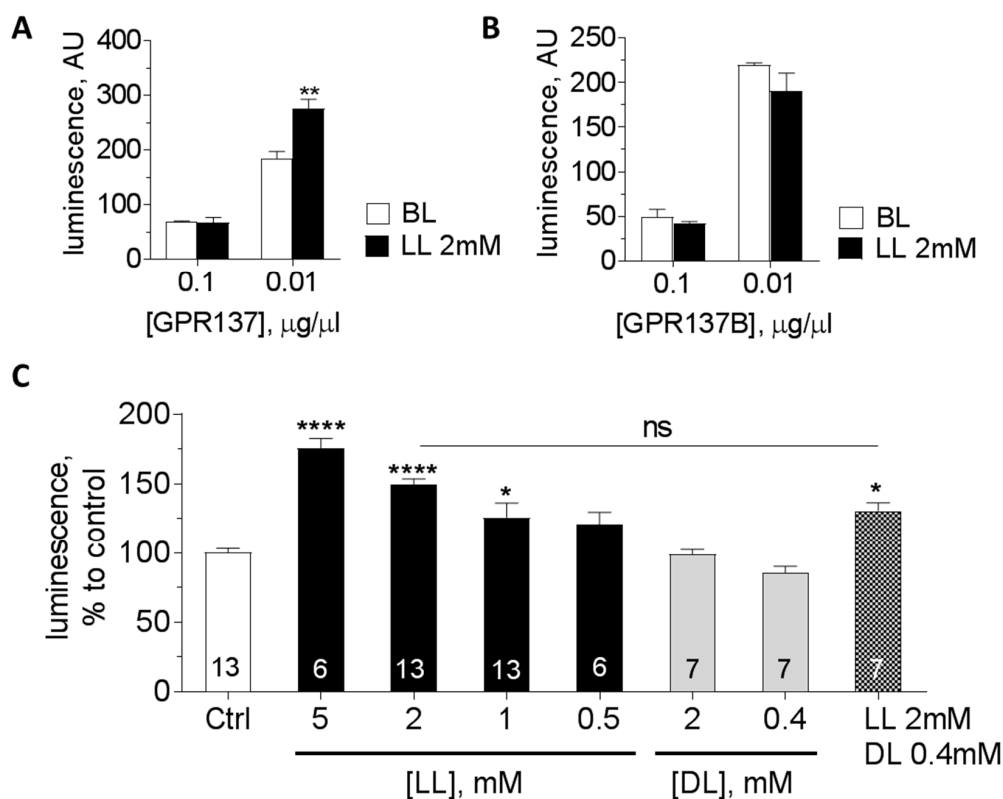 A
luminescence, AU
400
300
200
100
0
**
0.1 0.01
[GPR137], μg/μl
BL
LL 2mM
B
luminescence, AU
250
200
150
100
50
0
0.1 0.01
[GPR137B], μg/μl
BL
LL 2mM
C
luminescence,
% to control
200
150
100
50
0
**** **** * ns *
13 6 13 13 6 7 7 7
Ctrl 5 2 1 0.5 2 0.4 LL 2mM
DL 0.4mM
[LL], mM [DL], mM